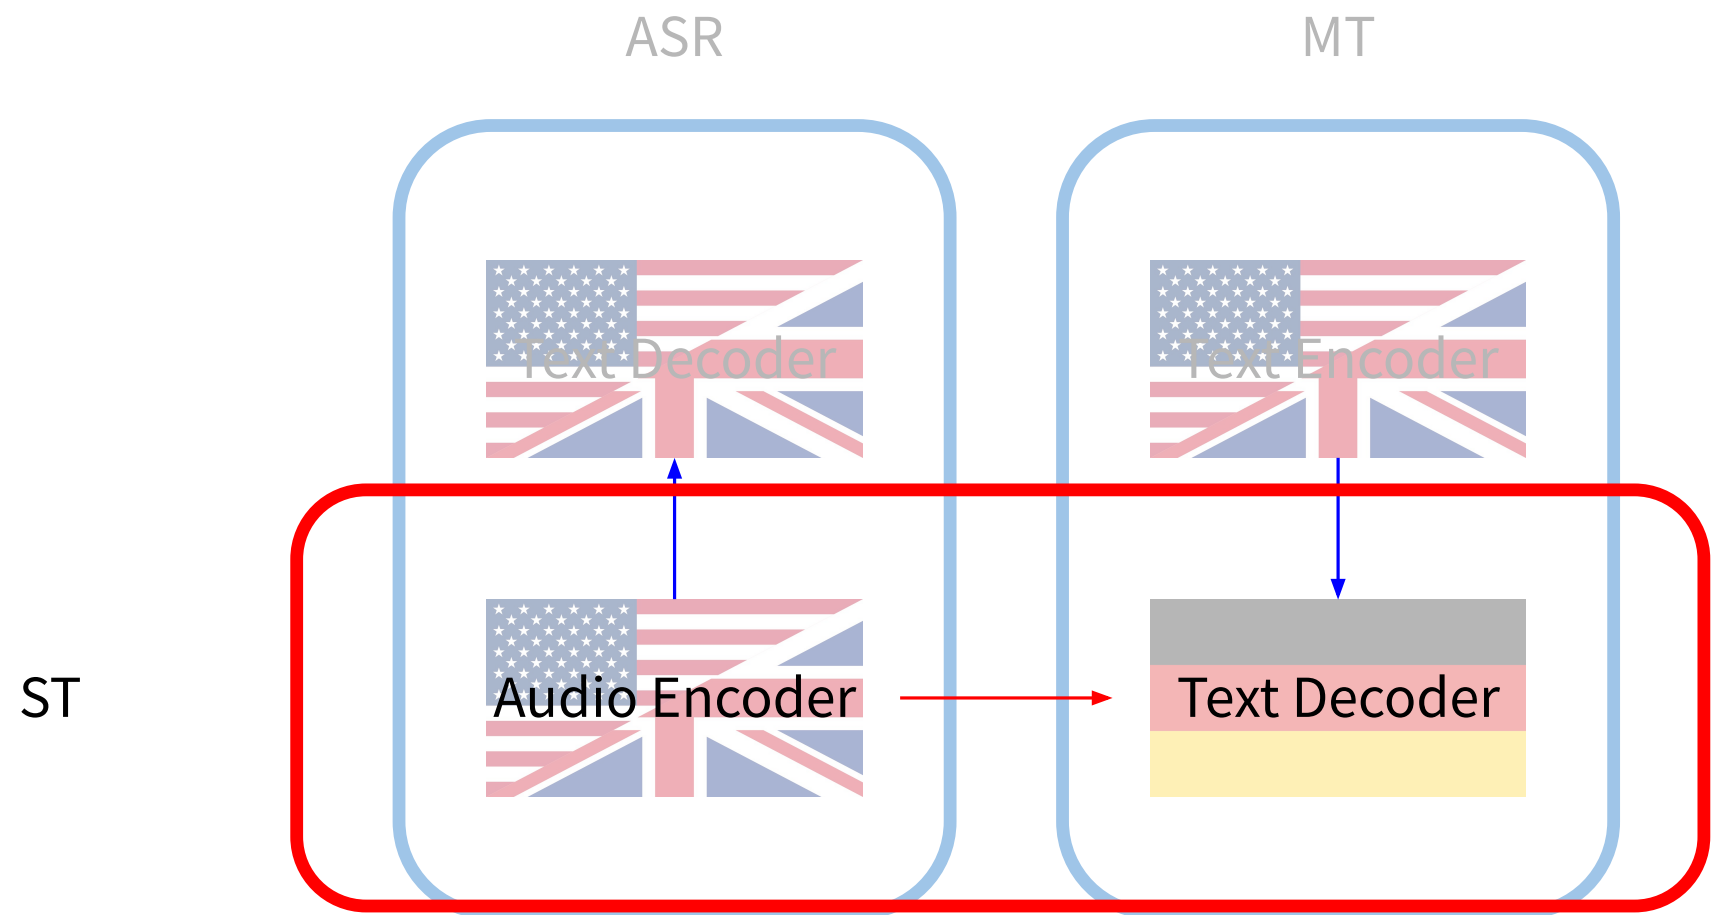 ASR
MT
Text Decoder
Text Encoder
ST
Audio Encoder
Text Decoder